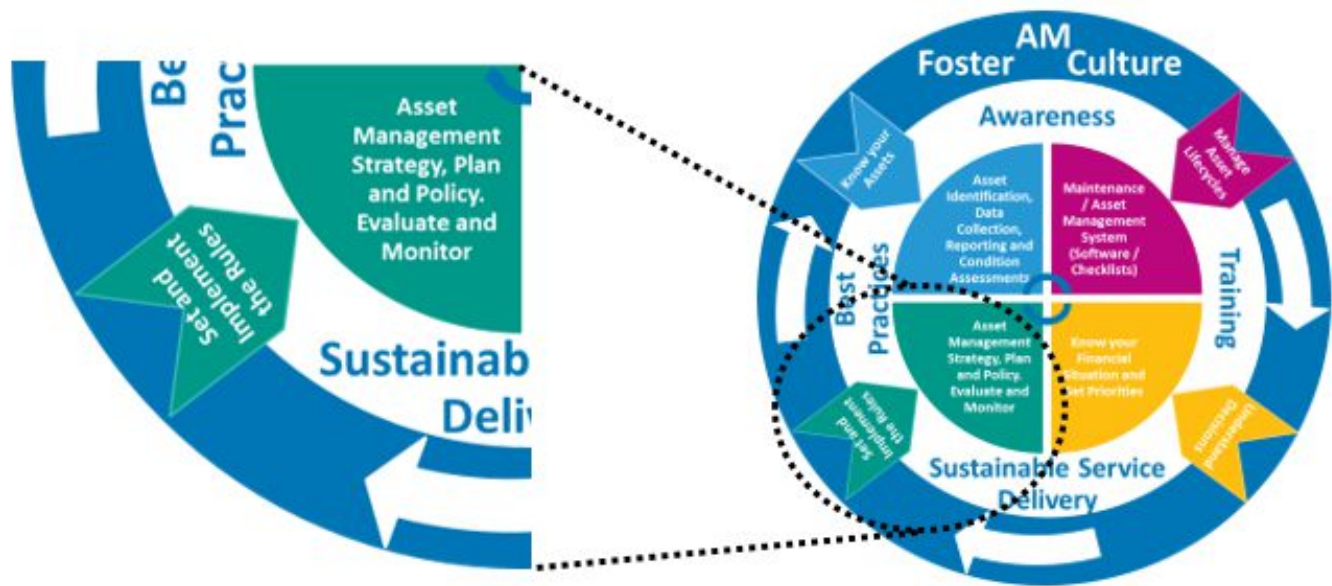 Be
Prac
Asset
Management
Strategy, Plan
and Policy.
Evaluate and
Monitor
Set and
Implement
the Rules
Sustainab
Deliv
Foster AM Culture
Awareness
Know your
Assets
Manage
Asset
Lifecycles
Asset
Identification,
Data
Collection,
Reporting and
Condition
Assessments
Maintenance
/ Asset
Management
System
(Software /
Checklists)
Best
Practices
Training
Asset
Management
Strategy, Plan
and Policy.
Evaluate and
Monitor
Know your
Financial
Situation and
Set Priorities
Set and
Implement
the Rules
Understand
Decisions
Sustainable Service
Delivery